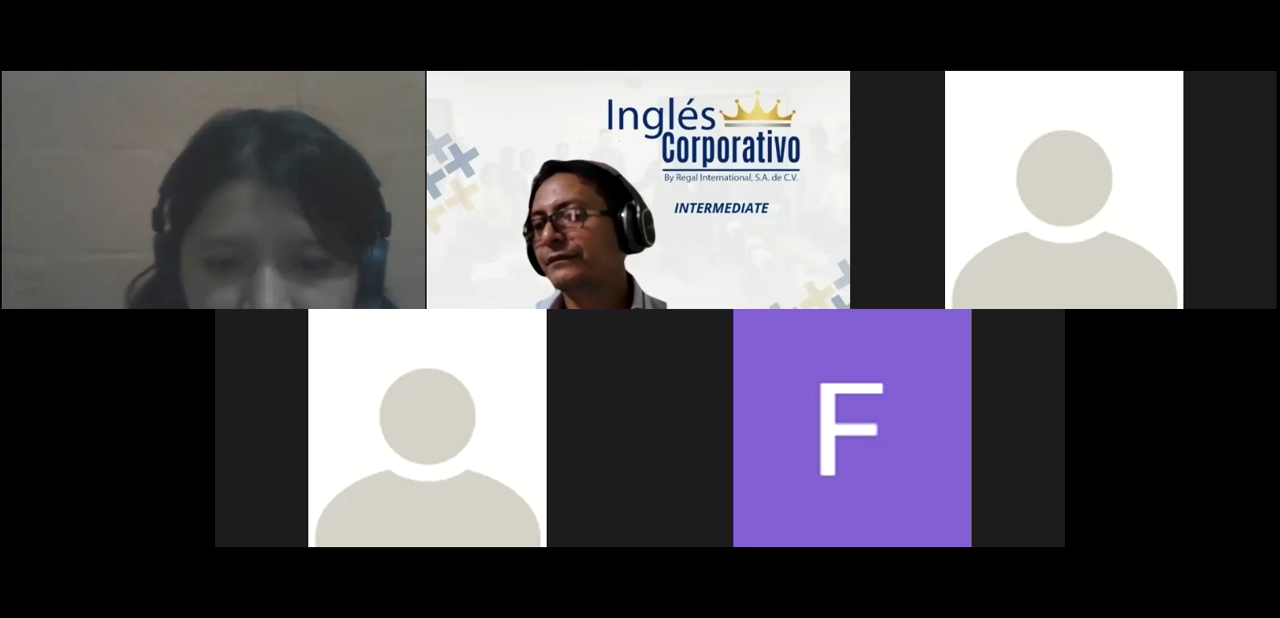 Inglés
Corporativo
By Regal International, S.A. de C.V.
INTERMEDIATE
F